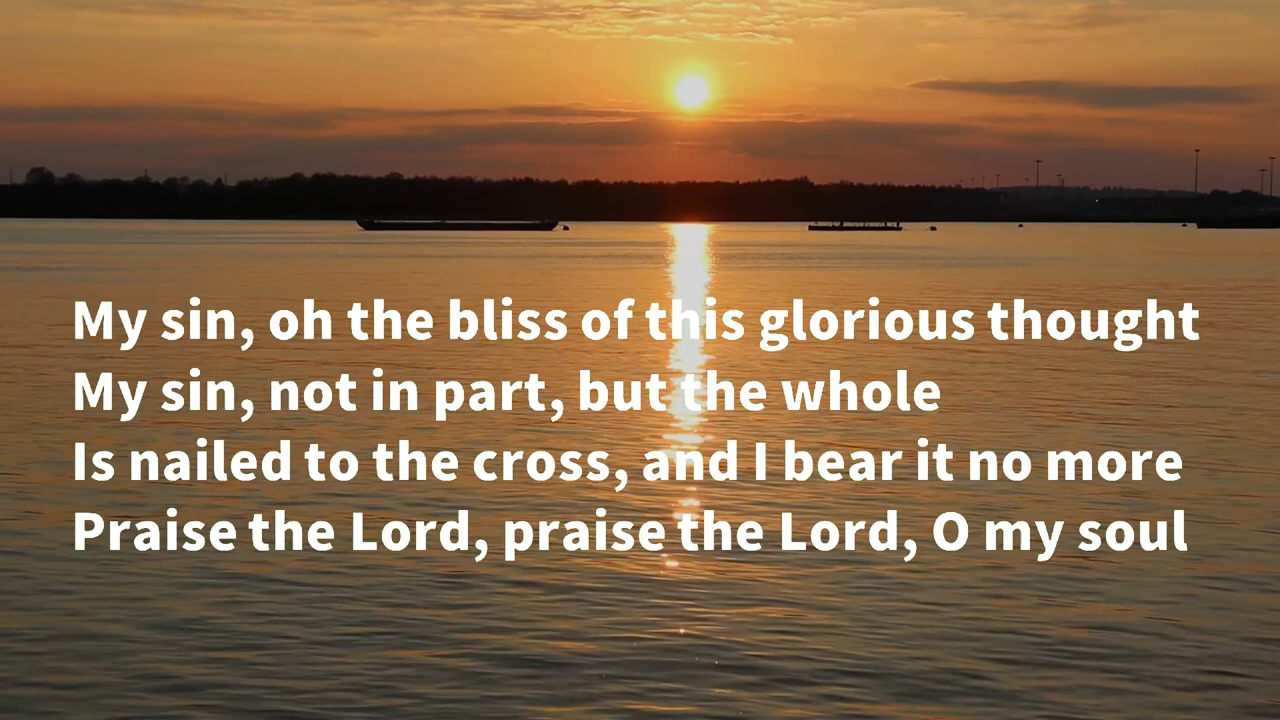 My sin, oh the bliss of this glorious thought
My sin, not in part, but the whole
Is nailed to the cross, and I bear it no more
Praise the Lord, praise the Lord, O my soul